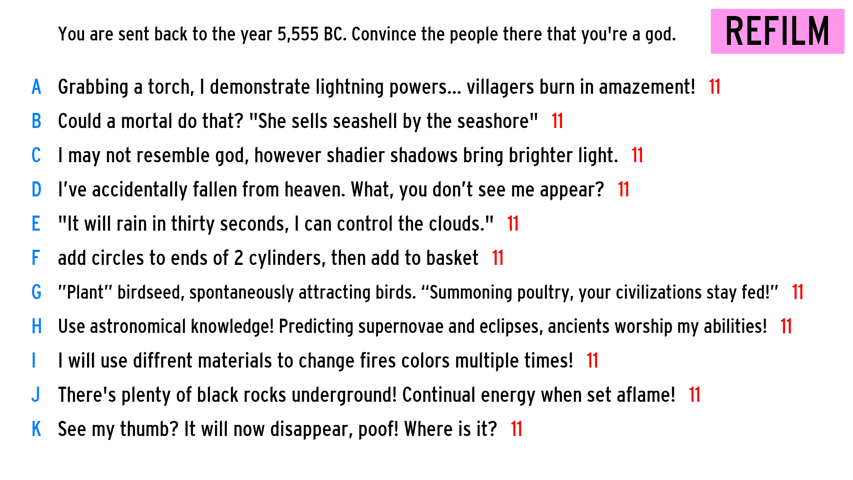 You are sent back to the year 5,555 BC. Convince the people there that you're a god.
REFILM
A Grabbing a torch, I demonstrate lightning powers... villagers burn in amazement! 11
B Could a mortal do that? "She sells seashell by the seashore" 11
C I may not resemble god, however shadier shadows bring brighter light. 11
D I’ve accidentally fallen from heaven. What, you don’t see me appear? 11
E "It will rain in thirty seconds, I can control the clouds." 11
F add circles to ends of 2 cylinders, then add to basket 11
G ”Plant” birdseed, spontaneously attracting birds. “Summoning poultry, your civilizations stay fed!” 11
H Use astronomical knowledge! Predicting supernovae and eclipses, ancients worship my abilities! 11
I I will use diffrent materials to change fires colors multiple times! 11
J There's plenty of black rocks underground! Continual energy when set aflame! 11
K See my thumb? It will now disappear, poof! Where is it? 11